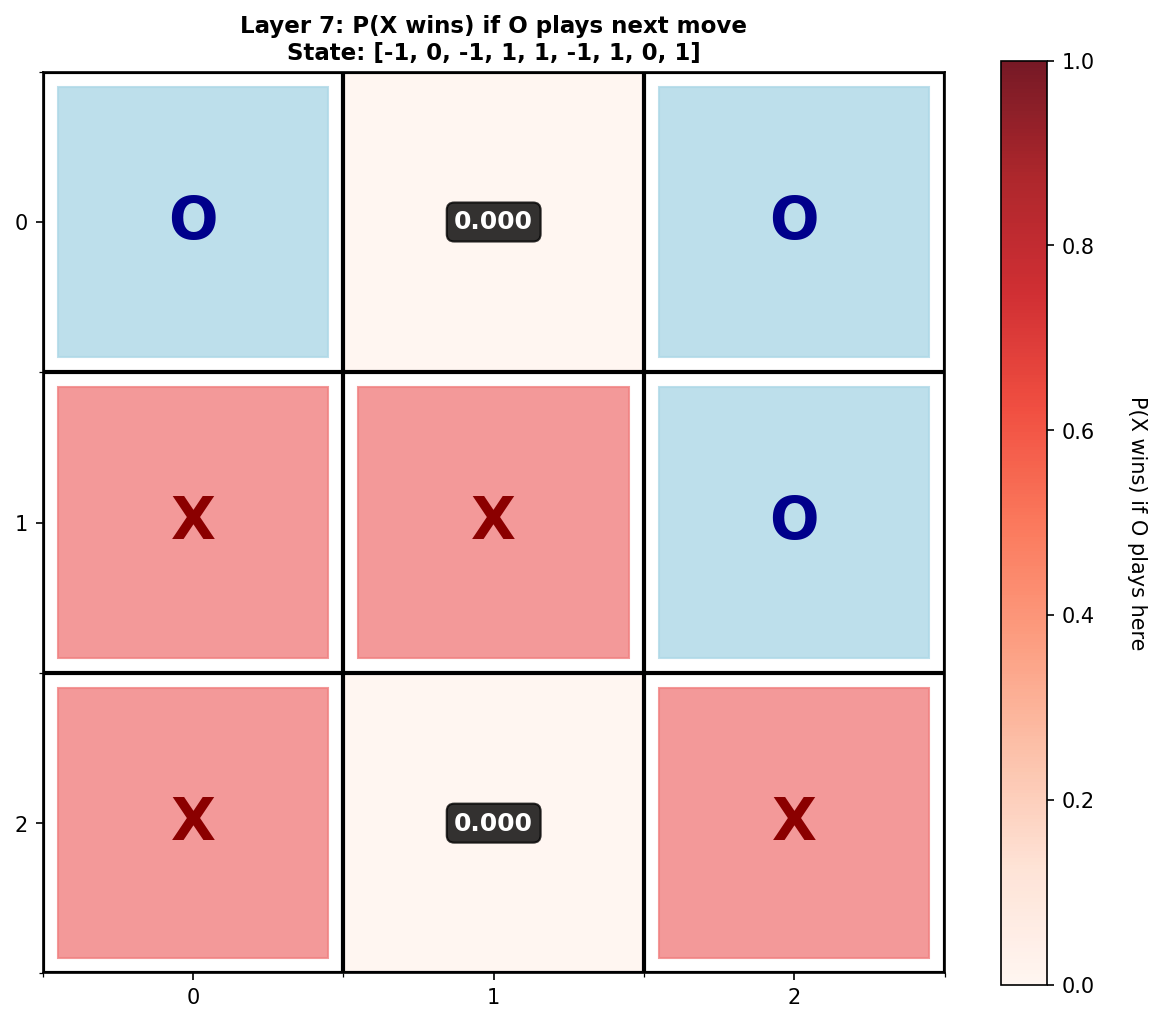 Layer 7: P(X wins) if O plays next move
State: [-1, 0, -1, 1, 1, -1, 1, 0, 1]
0
O
0.000
O
1
X
X
O
2
X
0.000
X
0
1
2
1.0
0.8
0.6
0.4
0.2
0.0
P(X wins) if O plays here